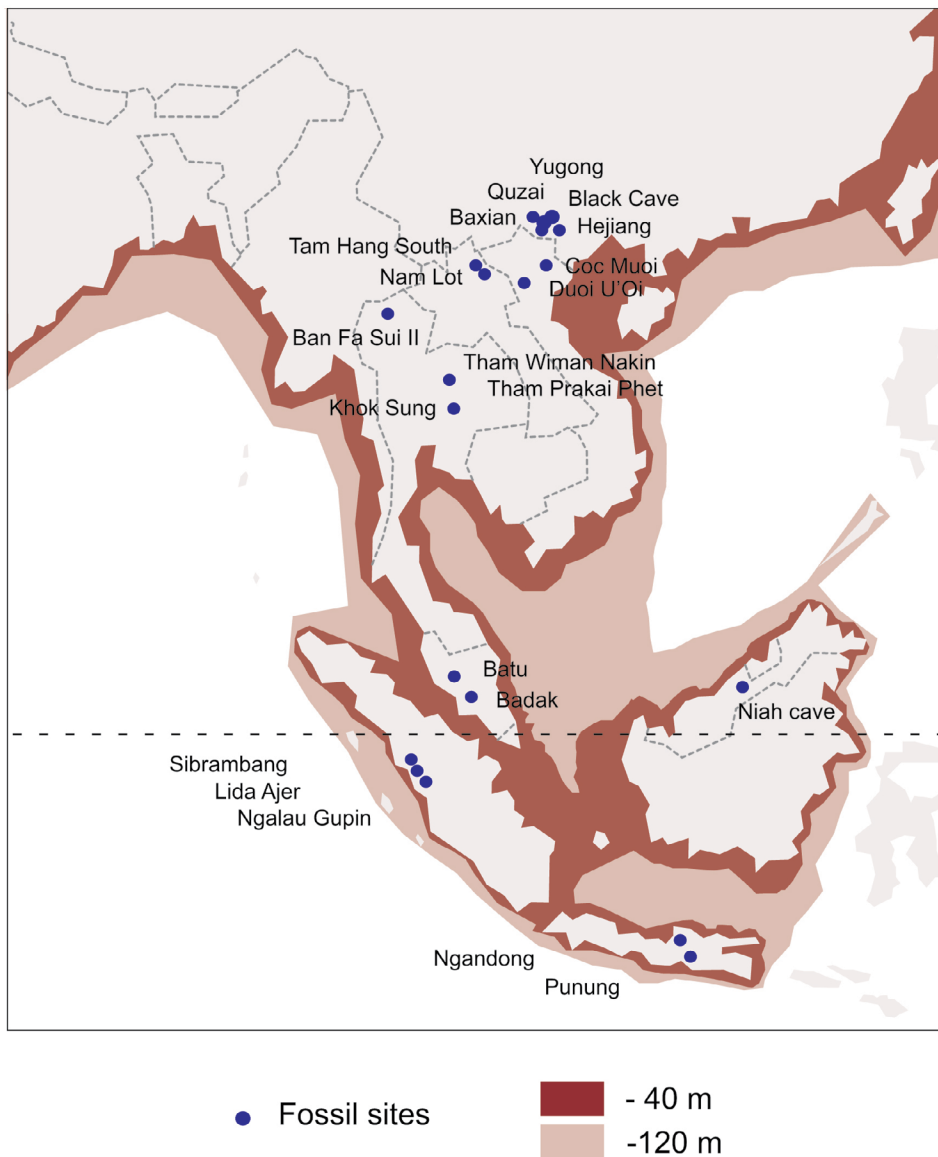 Yugong
Quzai
Black Cave
Baxian
Hejiang
Tam Hang South
Coc Muoi
Nam Lot
Duoi U'Oi
Ban Fa Sui II
Tham Wiman Nakin
Tham Prakai Phet
Khok Sung
Batu
Badak
Niah cave
Sibrambang
Lida Ajer
Ngalau Gupin
Ngandong
Punung
Fossil sites
- 40 m
-120 m